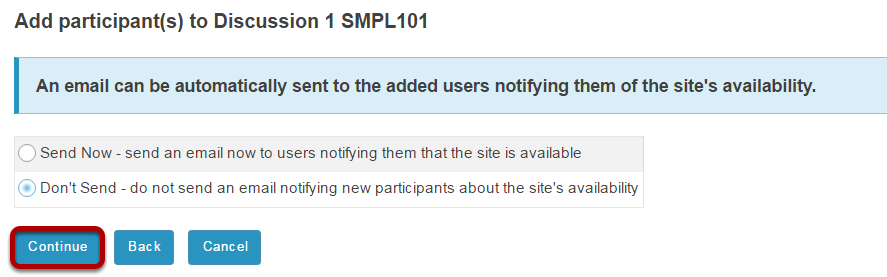 Add participant(s) to Discussion 1 SMPL101
An email can be automatically sent to the added users notifying them of the site's availability.
Send Now - send an email now to users notifying them that the site is available
Don't Send - do not send an email notifying new participants about the site's availability
Continue Back Cancel